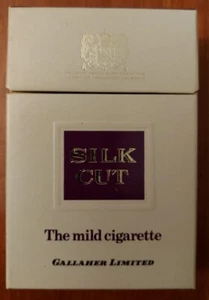 SILK
CUT
The mild cigarette
GALLAHER LIMITED